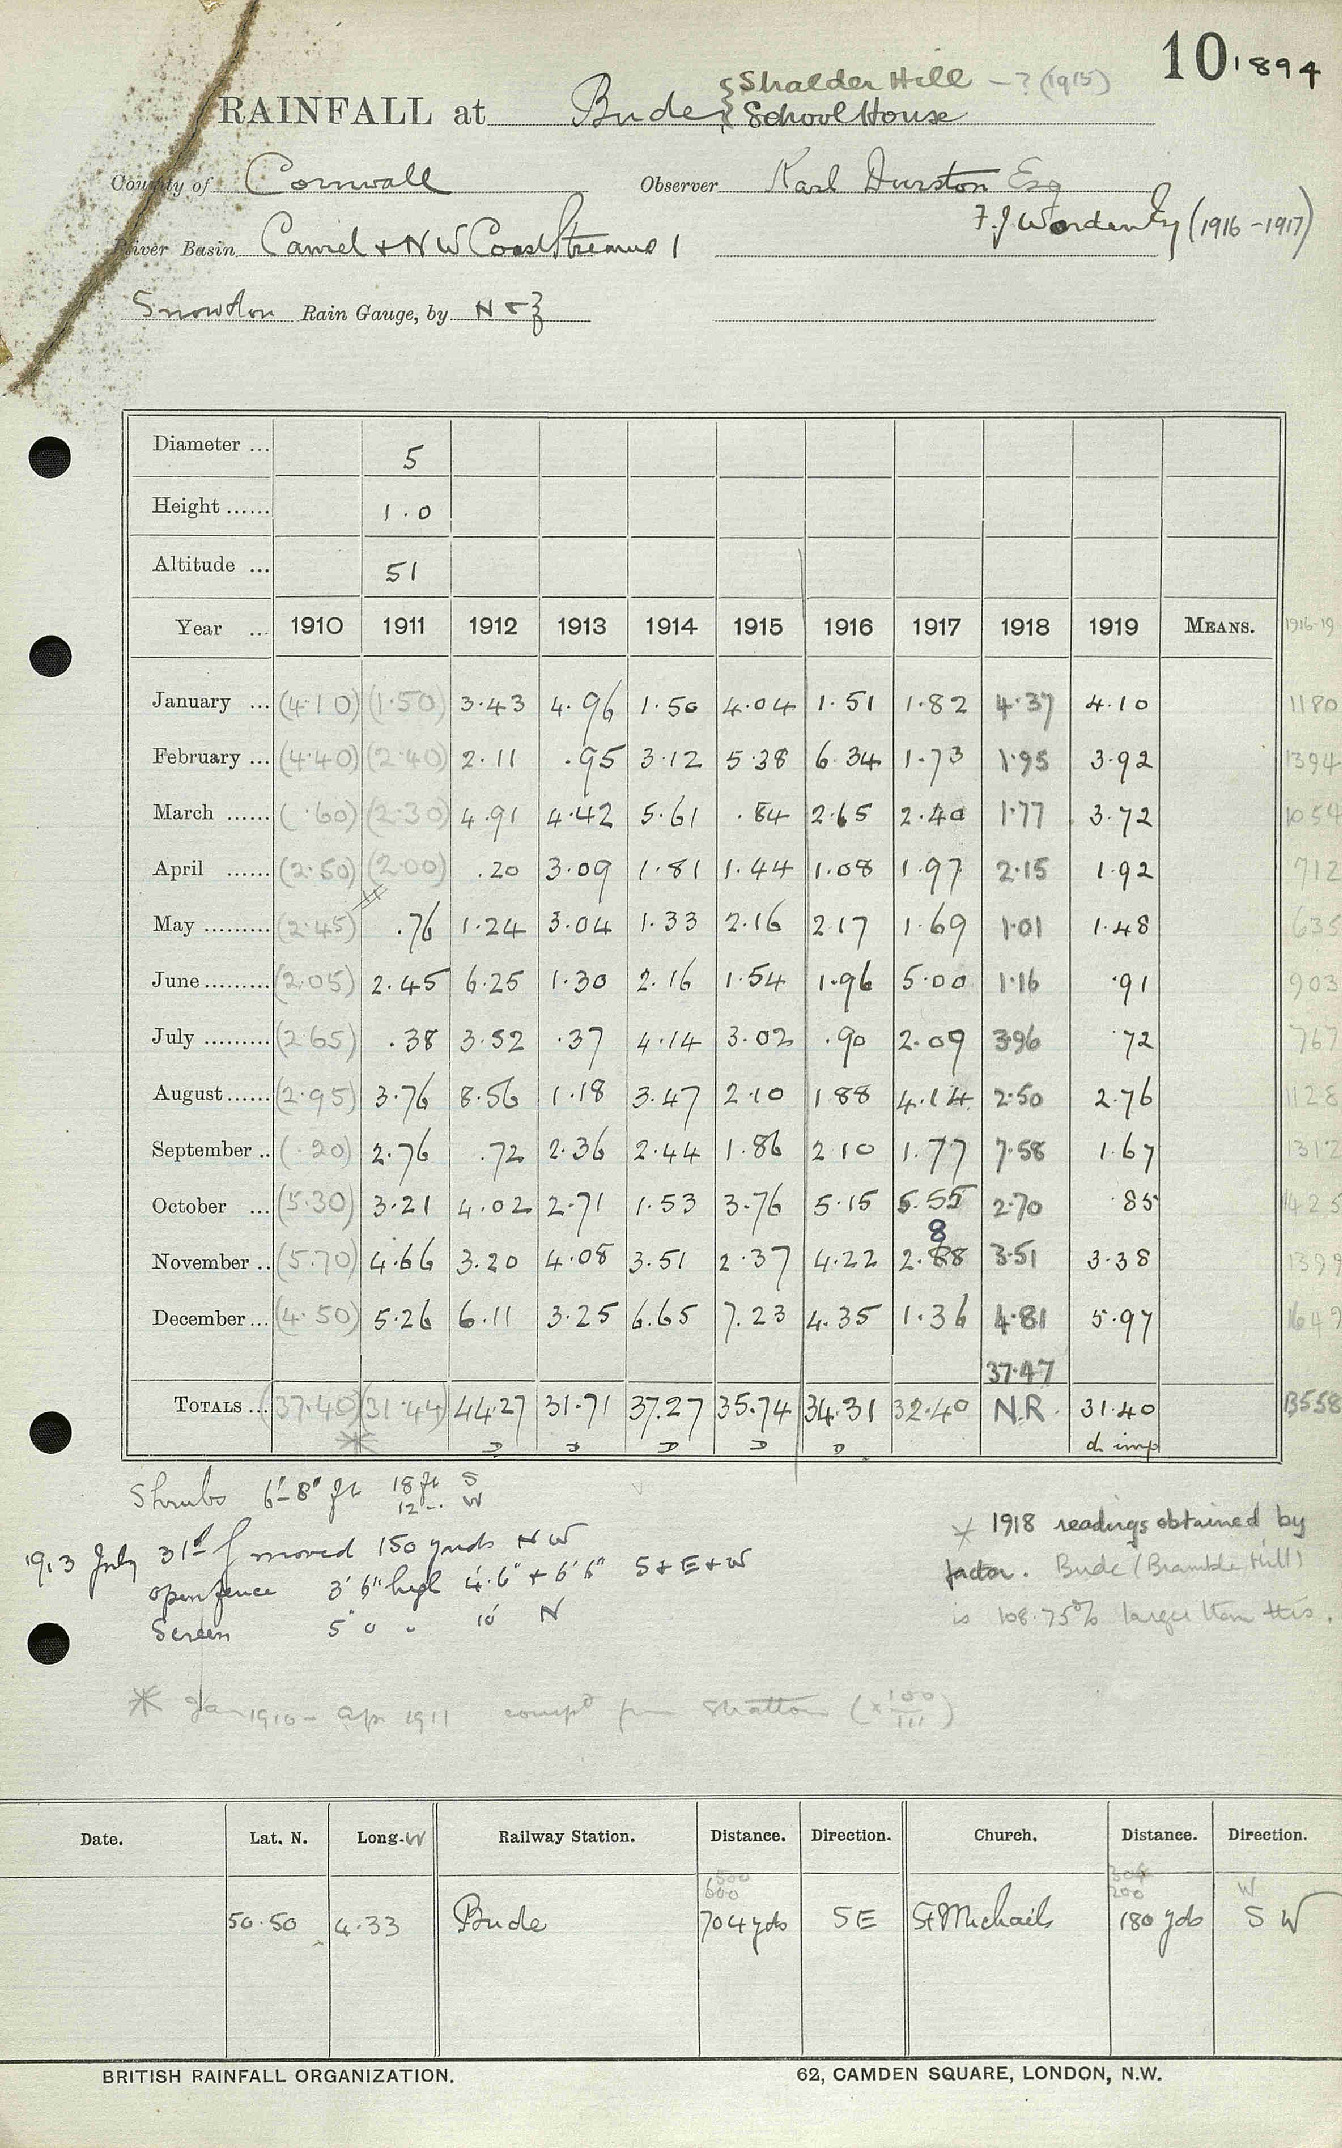 10 1894
Shalder Hill - ? (1915)
RAINFALL at Bude, School House
County of Cornwall Observer Karl Durston Esq
F. J. Worden Esq (1916-1917)
River Basin Camel & NW Coast Streams 1
Snowdon Rain Gauge, by N & Z
Diameter ... 5
Height ...... 1.0
Altitude ... 51
Year ... 1910 1911 1912 1913 1914 1915 1916 1917 1918 1919 MEANS. 1916-19
January ... (4.10) (1.50) 3.43 4.96 1.50 4.04 1.51 1.82 4.37 4.10 1180
February ... (4.40) (2.40) 2.11 .95 3.12 5.38 6.34 1.73 1.95 3.92 1394
March ...... (.60) (2.30) 4.91 4.42 5.61 .84 2.65 2.40 1.77 3.72 1054
April ...... (2.50) (2.00) .20 3.09 1.81 1.44 1.08 1.97 2.15 1.92 712
May ......... (2.45) .76 1.24 3.04 1.33 2.16 2.17 1.69 1.01 1.48 635
June ......... (2.05) 2.45 6.25 1.30 2.16 1.54 1.96 5.00 1.16 .91 903
July ......... (2.65) .38 3.52 .37 4.14 3.02 .90 2.09 3.96 .72 767
August ...... (2.95) 3.76 8.56 1.18 3.47 2.10 1.88 4.14 2.50 2.76 1128
September .. (.20) 2.76 .72 2.36 2.44 1.86 2.10 1.77 7.58 1.67 1312
October ... (5.30) 3.21 4.02 2.71 1.53 3.76 5.15 5.55 2.70 .85 1425
8
November .. (5.70) 4.66 3.20 4.08 3.51 2.37 4.22 2.88 3.51 3.38 1399
December ... (4.50) 5.26 6.11 3.25 6.65 7.23 4.35 1.36 4.81 5.97 1649
37.47
TOTALS ... (37.40) (31.44) 44.27 31.71 37.27 35.74 34.31 32.40 N.R. 31.40 13558
* D D D D D d imp
Shrubs 6'-8" ft 18 ft S
12 .. W
1913 July 31st moved 150 yards NW
open fence 3' 6" high 4' 6" + 6' 6" S + E + W
Screen 5" 0 " 10' N
* 1918 readings obtained by
factor. Bude (Bramble Hill)
is 108.75% larger than this.
* Jan 1910 - Apr 1911 compd from Stratton (x 100/111)
Date. Lat. N. Long. W Railway Station. Distance. Direction. Church. Distance. Direction.
600 200 W
50.50 4.33 Bude 704 yds SE St Michaels 180 yds S W
BRITISH RAINFALL ORGANIZATION. 62, CAMDEN SQUARE, LONDON, N.W.